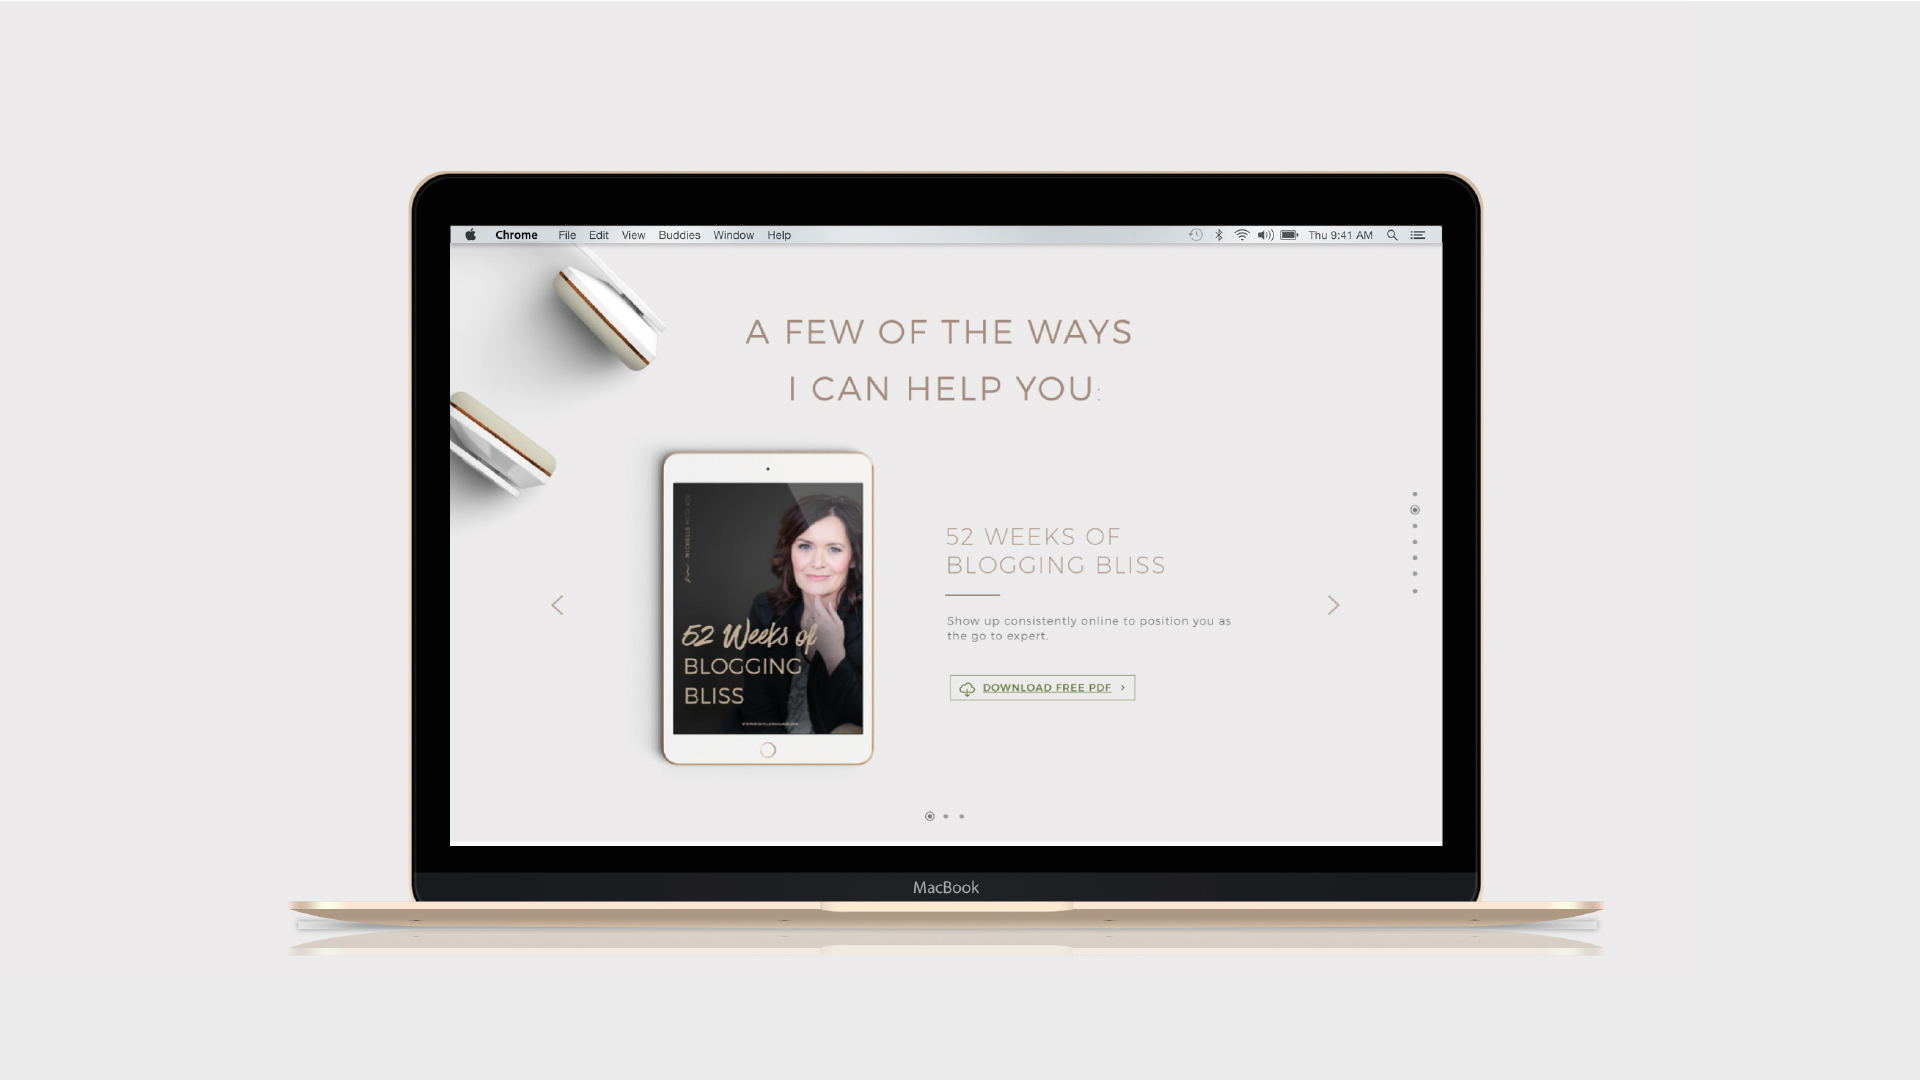 Chrome File Edit View Buddies Window Help Thu 9:41 AM
A FEW OF THE WAYS
I CAN HELP YOU:
MICHELLE
52 Weeks of
BLOGGING
BLISS
52 WEEKS OF
BLOGGING BLISS
Show up consistently online to position you as
the go to expert.
DOWNLOAD FREE PDF >
MacBook